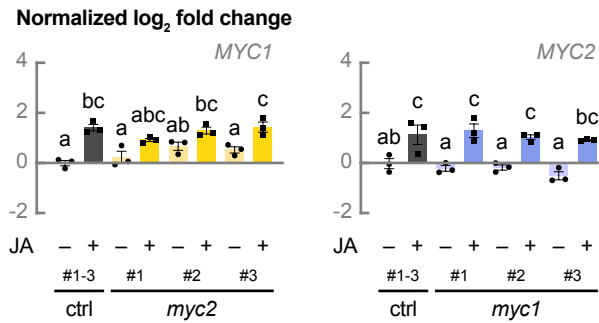 Normalized log₂ fold change
MYC1
MYC2
4
2
0
-2
a bc a abc ab bc a c
4
2
0
-2
ab c a c a c a bc
JA – + – + – + – +
JA – + – + – + – +
#1-3 #1 #2 #3
#1-3 #1 #2 #3
ctrl myc2
ctrl myc1